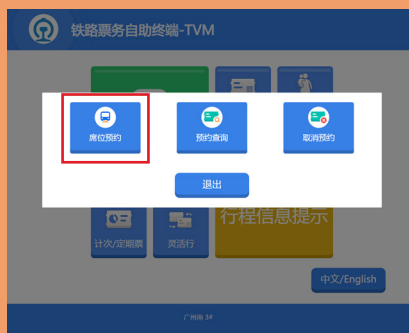 铁路票务自助终端-TVM
席位预约
预约查询
取消预约
退出
行程信息提示
计次/定期票
灵活行
中文/English
广州南 3#